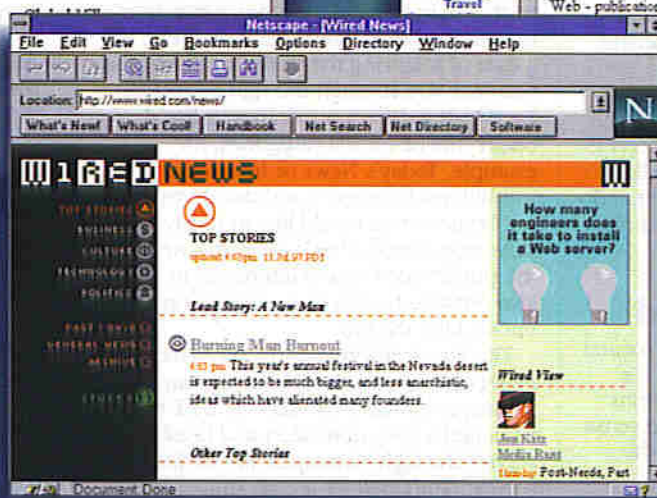 Travel
Web - publication
Netscape - [Wired News]
File Edit View Go Bookmarks Options Directory Window Help
Location: http://www.wired.com/news/
N
What's New! What's Cool! Handbook Net Search Net Directory Software
WIRED NEWS W
TOP STORIES
BUSINESS
CULTURE
TECHNOLOGY
POLITICS
TOP STORIES
Lead Story: A New Man
Burning Man Burnout
This year's annual festival in the Nevada desert
is expected to be much bigger, and less anarchistic,
ideas which have alienated many founders.
Other Top Stories
How many
engineers does
it take to install
a Web server?
Wired View
Jon Katz
Media Rant
Post-Nerds, Part
Document: Done